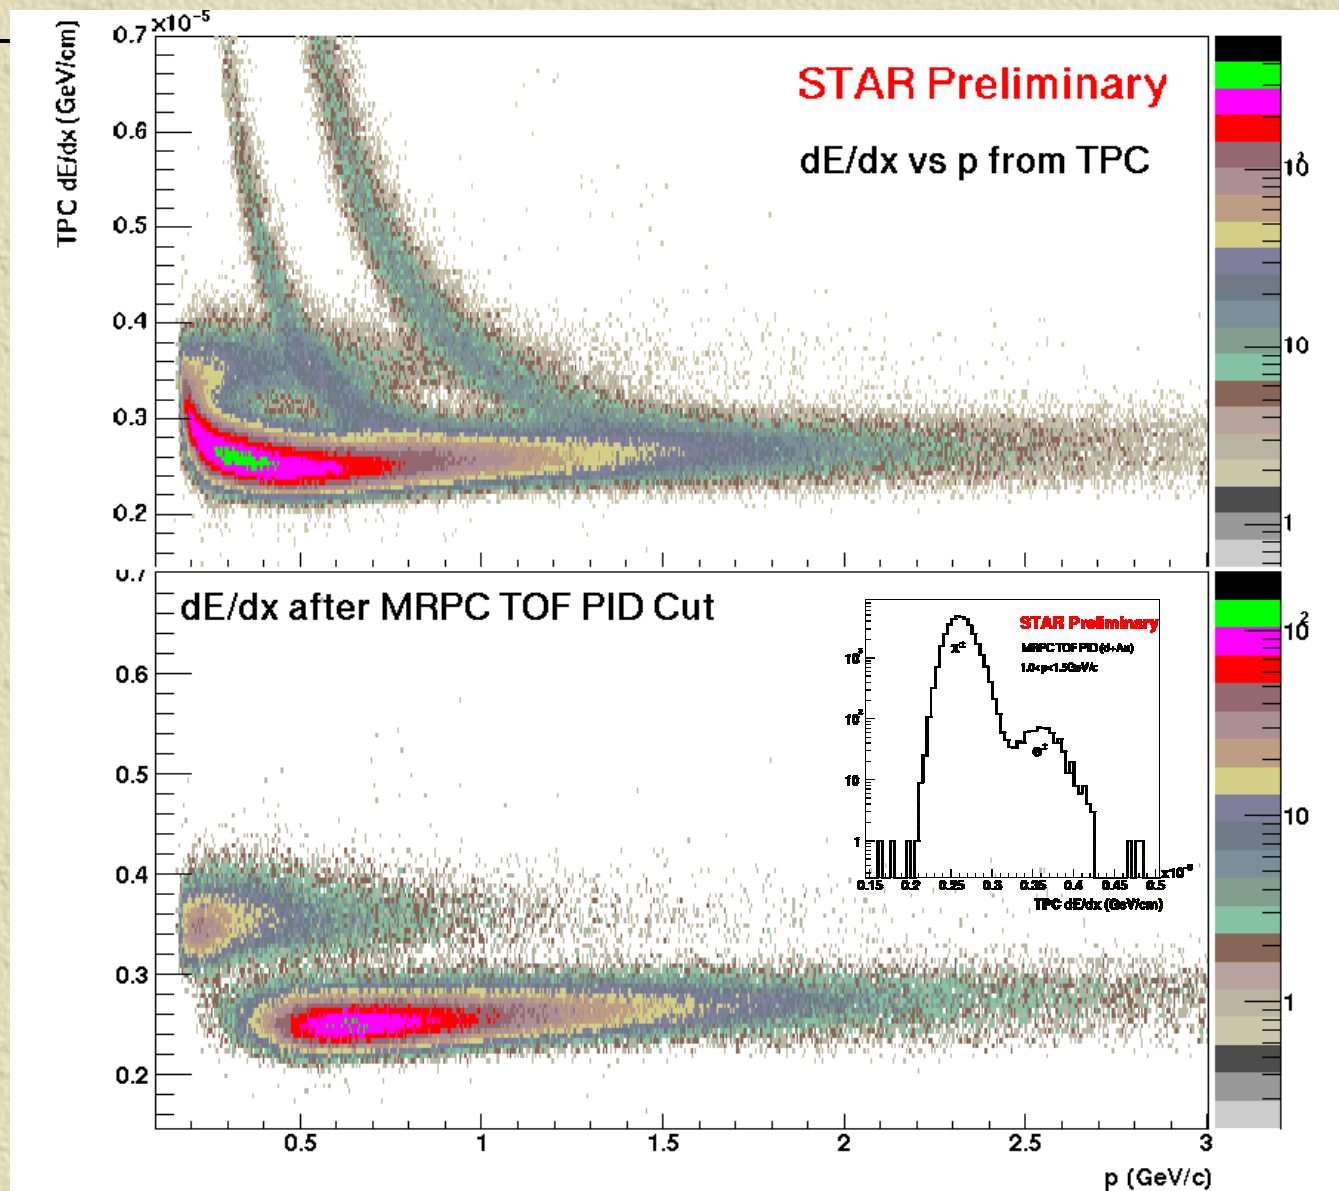 0.7 ×10⁻⁵
TPC dE/dx (GeV/cm)
STAR Preliminary
dE/dx vs p from TPC
0.6
0.5
0.4
0.3
0.2
10²
10
1
0.7
dE/dx after MRPC TOF PID Cut
0.6
0.5
0.4
0.3
0.2
STAR Preliminary
MRPC TOF PID (d+Au)
1.0<p<1.5GeV/c
π±
e±
10³
10²
10
1
0.15 0.2 0.25 0.3 0.35 0.4 0.45 0.5
TPC dE/dx (GeV/cm)
10²
10
1
0.5 1 1.5 2 2.5 3
p (GeV/c)